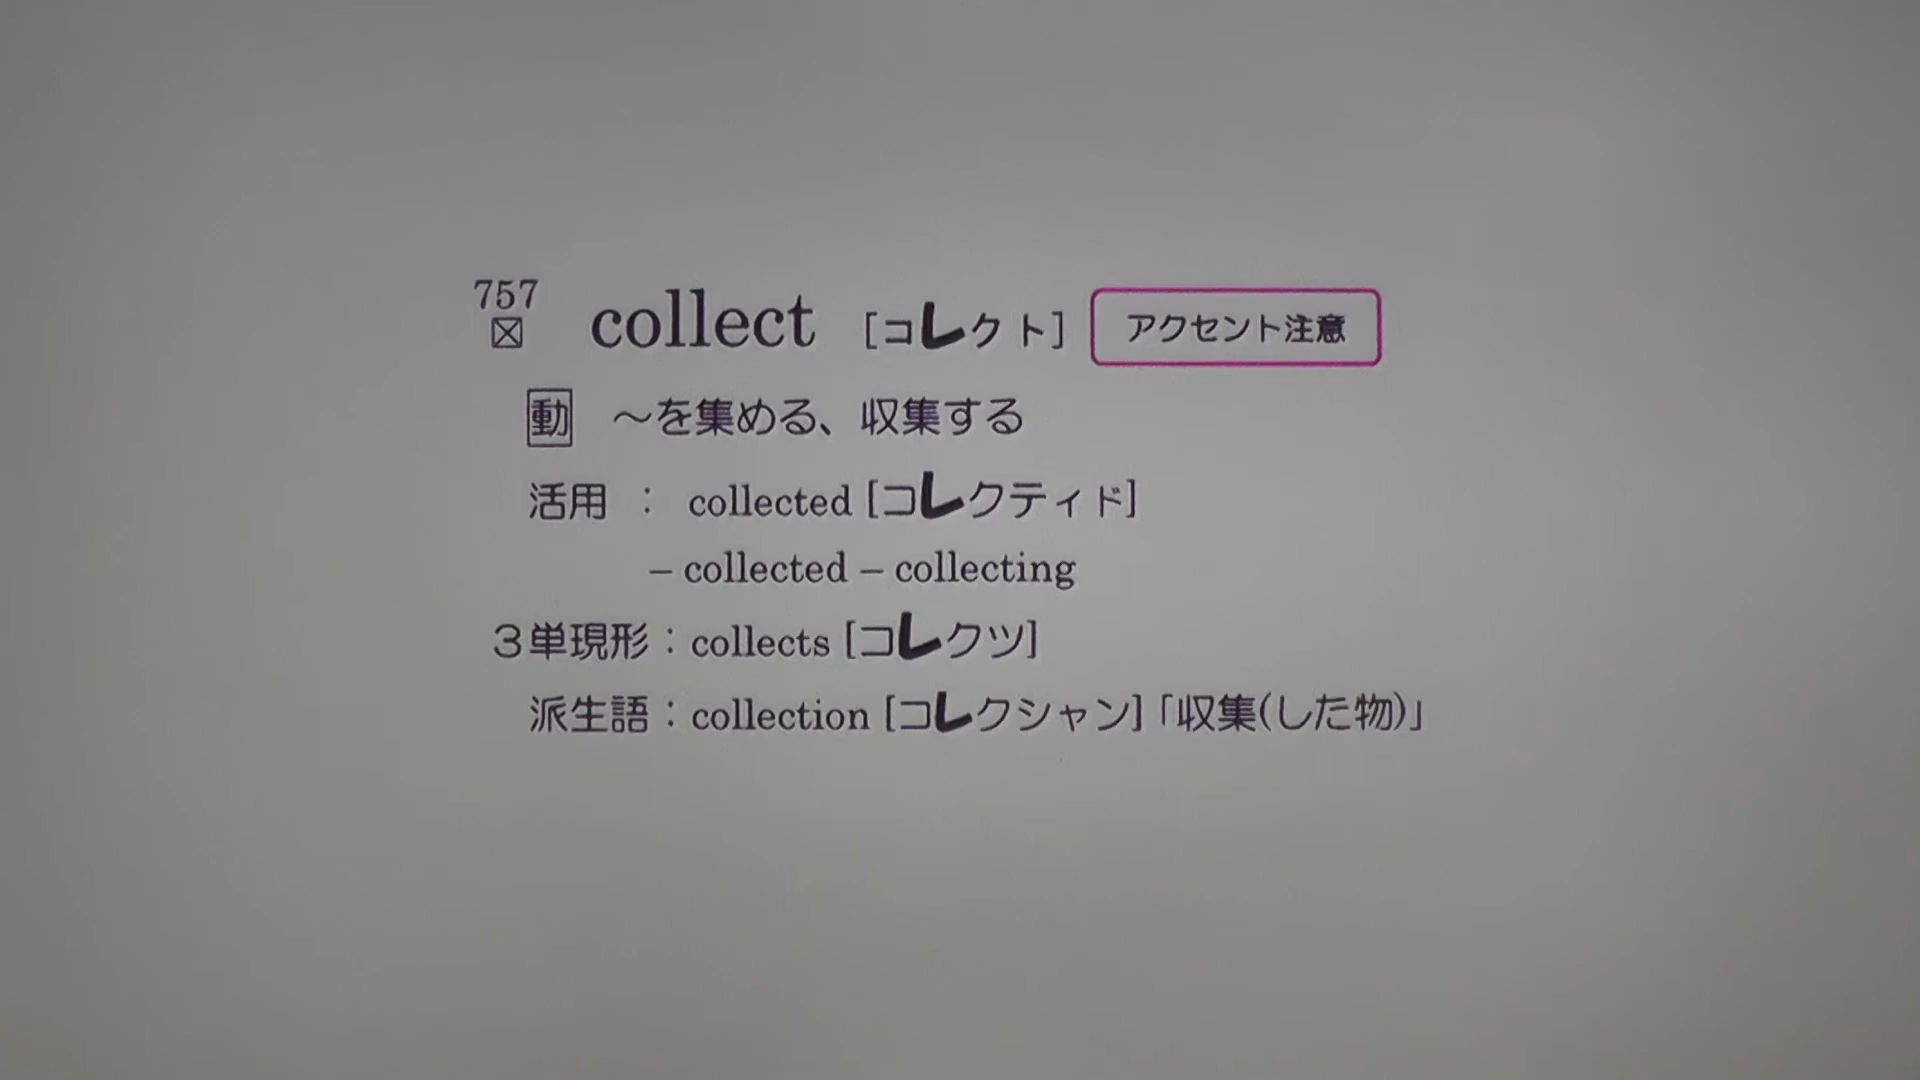 757
☒ collect [コレクト] アクセント注意
動 ～を集める、収集する
活用 : collected [コレクティド]
– collected – collecting
３単現形：collects [コレクツ]
派生語：collection [コレクシャン]「収集(した物)」